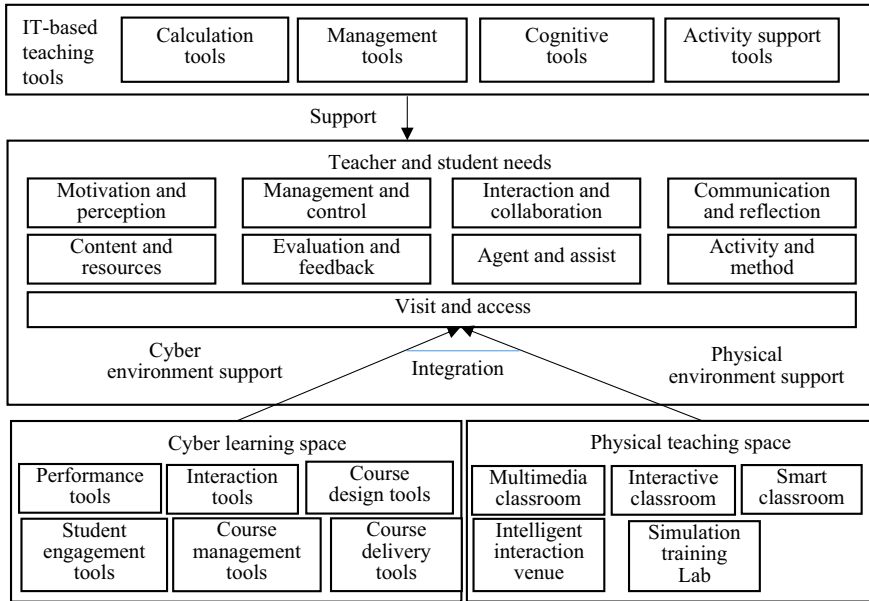 IT-based
teaching
tools
Calculation
tools
Management
tools
Cognitive
tools
Activity support
tools
Support
Teacher and student needs
Motivation and
perception
Management and
control
Interaction and
collaboration
Communication
and reflection
Content and
resources
Evaluation and
feedback
Agent and assist
Activity and
method
Visit and access
Cyber
environment support
Integration
Physical
environment support
Cyber learning space
Performance
tools
Interaction
tools
Course
design tools
Student
engagement
tools
Course
management
tools
Course
delivery
tools
Physical teaching space
Multimedia
classroom
Interactive
classroom
Smart
classroom
Intelligent
interaction
venue
Simulation
training
Lab